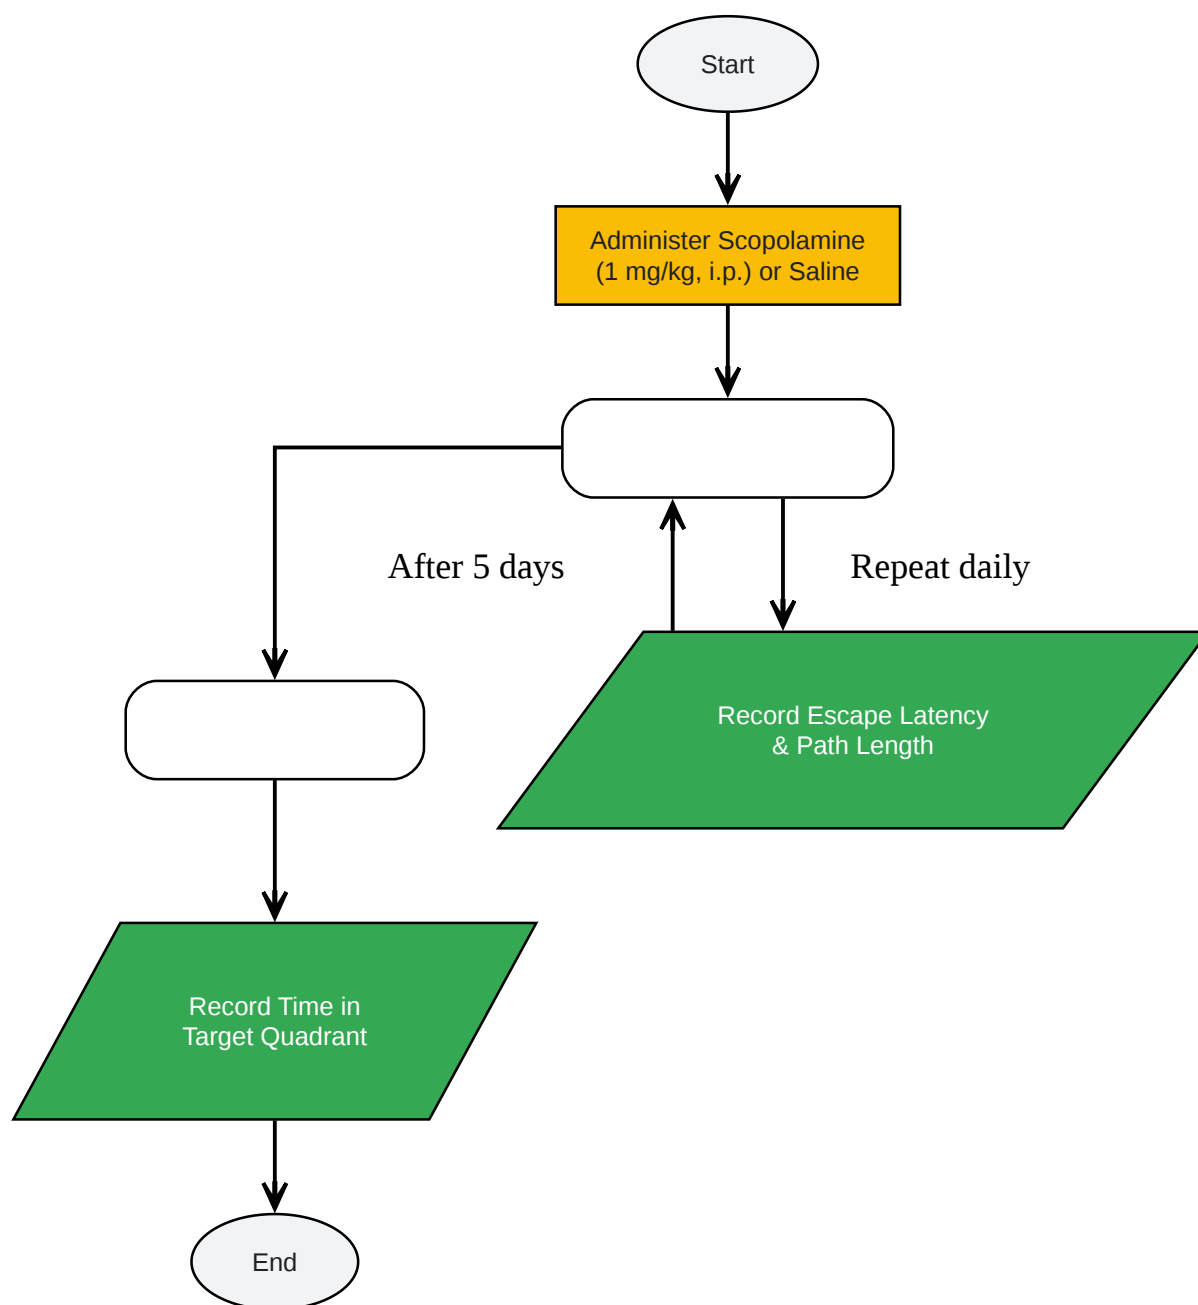 Start
Administer Scopolamine
(1 mg/kg, i.p.) or Saline
After 5 days
Repeat daily
Record Escape Latency
& Path Length
Record Time in
Target Quadrant
End